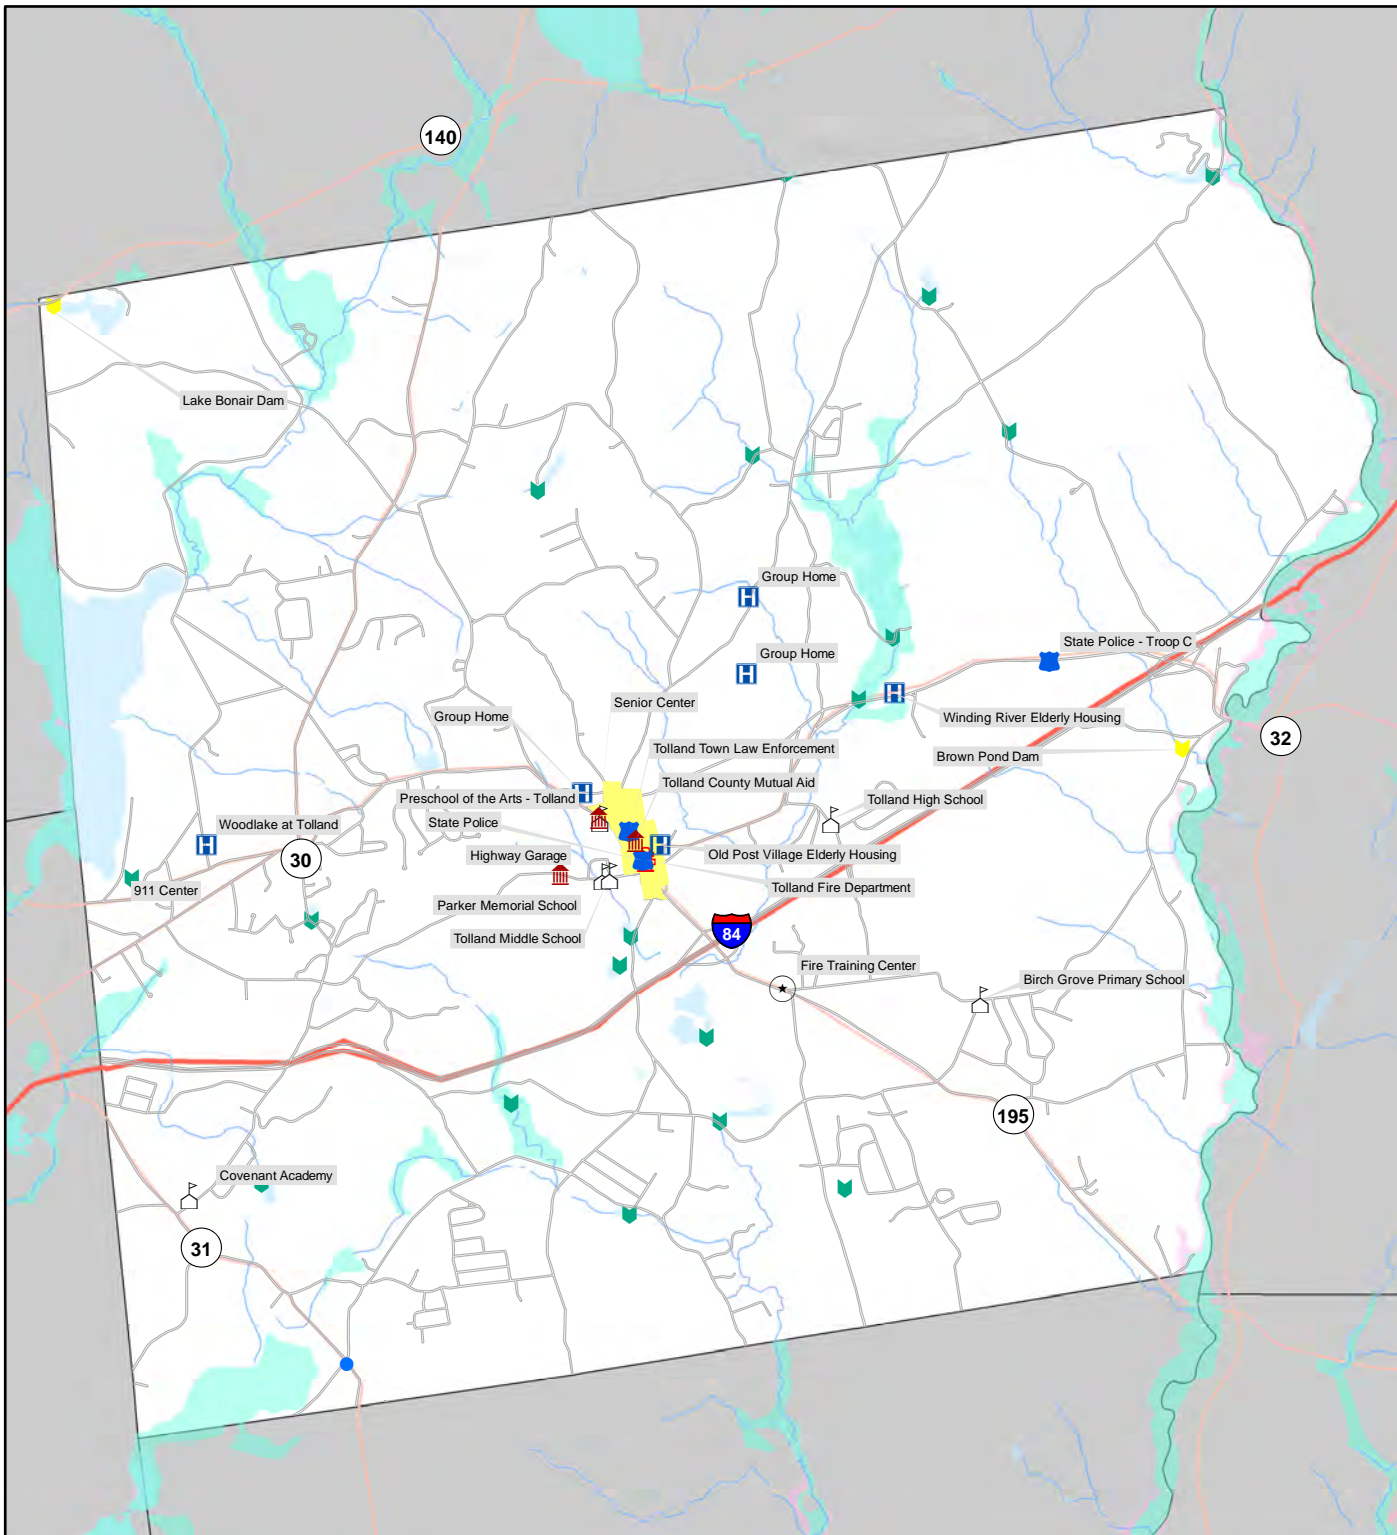 140
Lake Bonair Dam
Group Home
State Police - Troop C
Group Home
Senior Center
Group Home
Winding River Elderly Housing
32
Tolland Town Law Enforcement
Brown Pond Dam
Tolland County Mutual Aid
Preschool of the Arts - Tolland
Tolland High School
State Police
Woodlake at Tolland
30
Highway Garage
Old Post Village Elderly Housing
911 Center
Tolland Fire Department
Parker Memorial School
84
Tolland Middle School
Fire Training Center
Birch Grove Primary School
195
Covenant Academy
31
H
H
H
H
H
H